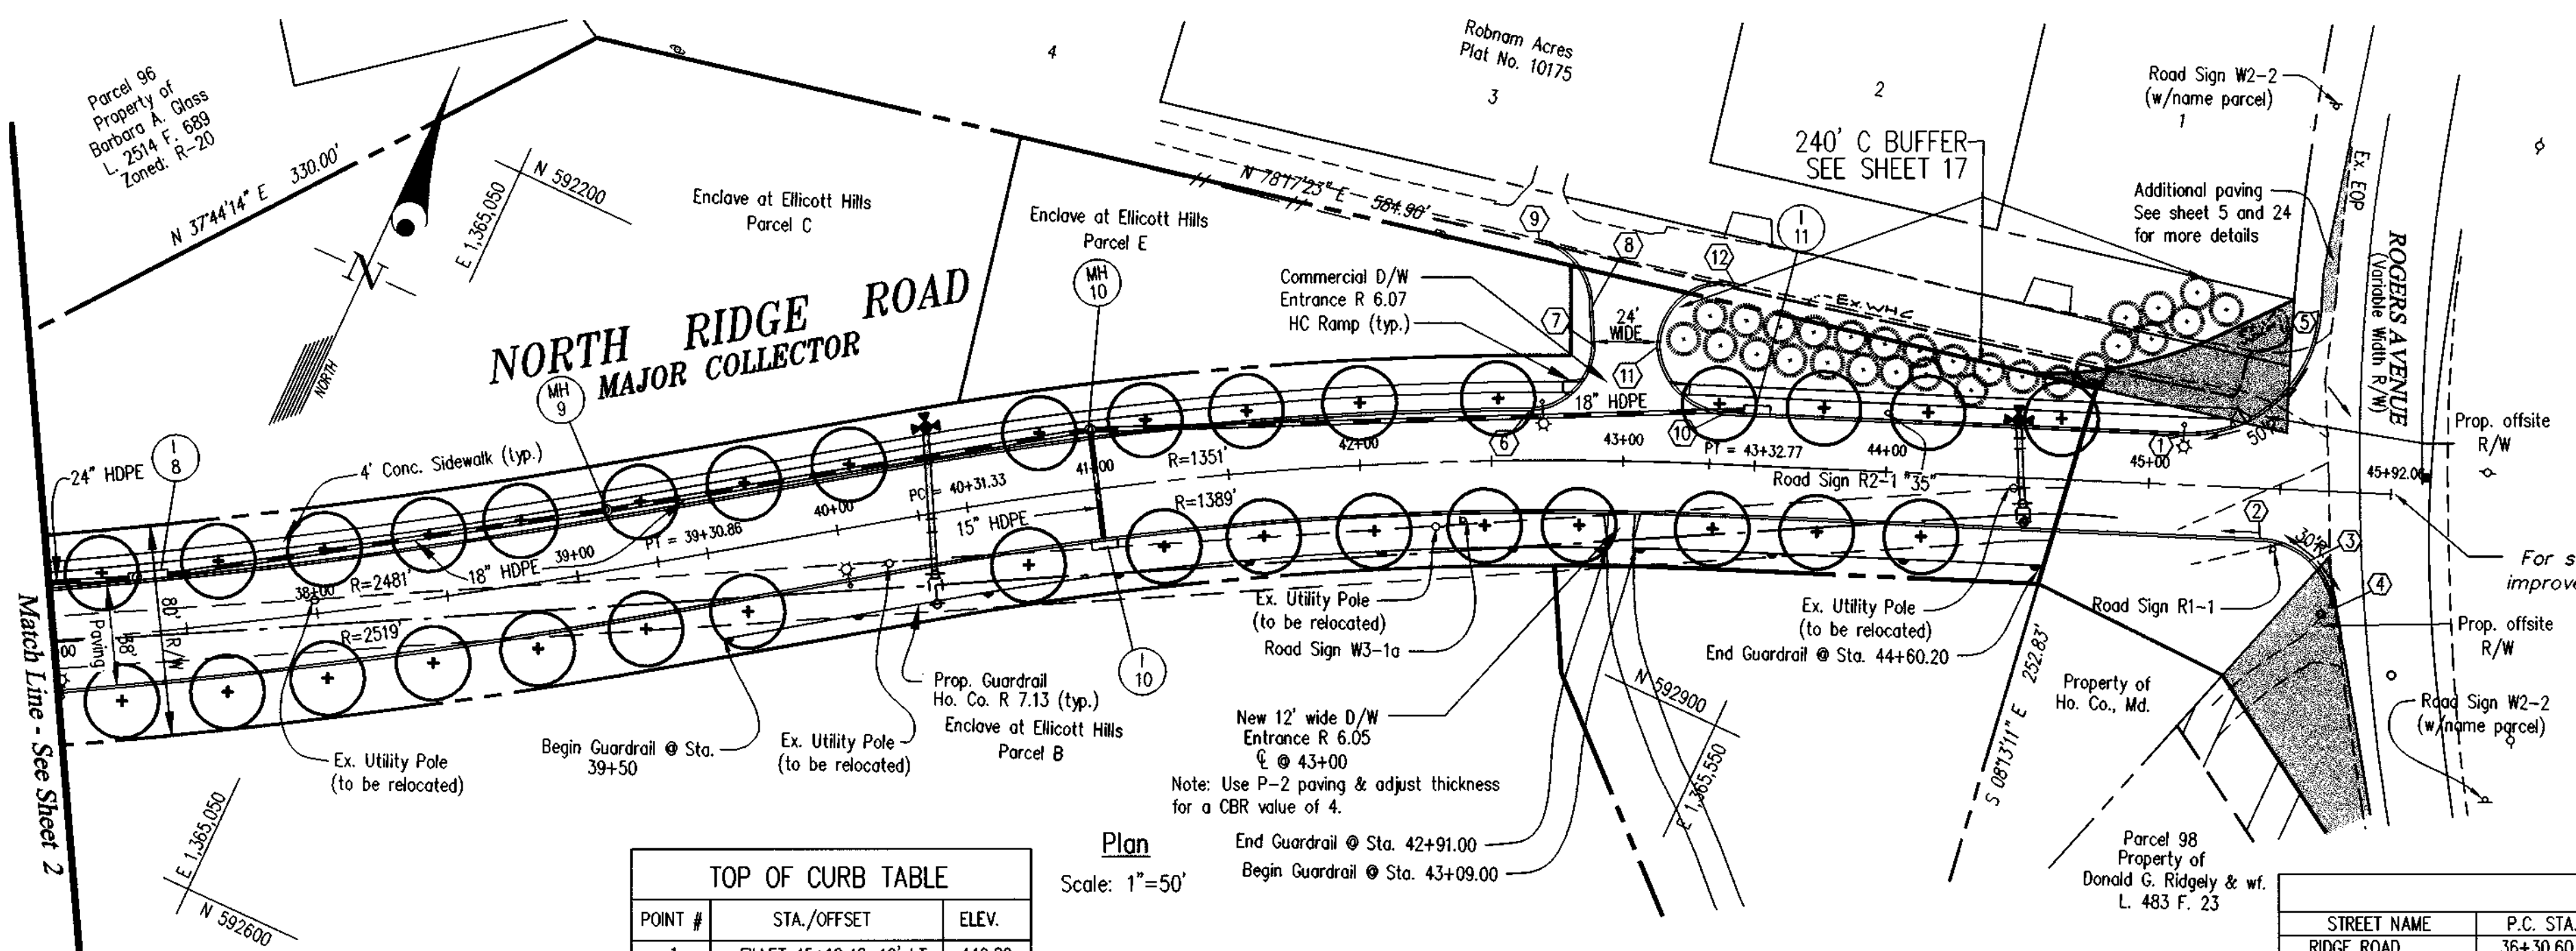 Parcel 96
Property of
Barbara A. Glass
L. 2514 F. 689
Zoned: R-20
N 37°44'14" E 330.00'
E 1,365,050
N 592200
N
NORTH
Enclave at Ellicott Hills
Parcel C
4
Robnam Acres
Plat No. 10175
3
2
1
Road Sign W2-2
(w/name parcel)
Ex. EOP
240' C BUFFER
SEE SHEET 17
Additional paving
See sheet 5 and 24
for more details
ROGERS AVENUE
(Variable Width R/W)
N 78°17'23" E 584.90'
Enclave at Ellicott Hills
Parcel E
MH
10
Commercial D/W
Entrance R 6.07
HC Ramp (typ.)
9
8
7
24'
WIDE
12
I
11
Ex. WHC
5
11
NORTH RIDGE ROAD
MAJOR COLLECTOR
MH
9
18" HDPE
6
10
1
50'R
Prop. offsite
R/W
24" HDPE
I
8
4' Conc. Sidewalk (typ.)
18" HDPE
38+00
39+00
PT = 39+30.86
40+00
PC = 40+31.33
15" HDPE
41+00
R=1351'
R=1389'
42+00
43+00
PT = 43+32.77
44+00
45+00
45+92.06
Road Sign R2-1 "35"
R=2481'
R=2519'
80' R/W
38'
Paving
Match Line - See Sheet 2
2
30'R
3
4
For s
improve
Road Sign R1-1
Prop. offsite
R/W
Ex. Utility Pole
(to be relocated)
Road Sign W3-1a
Ex. Utility Pole
(to be relocated)
End Guardrail @ Sta. 44+60.20
I
10
Prop. Guardrail
Ho. Co. R 7.13 (typ.)
Enclave at Ellicott Hills
Parcel B
Ex. Utility Pole
(to be relocated)
Begin Guardrail @ Sta.
39+50
Ex. Utility Pole
(to be relocated)
New 12' wide D/W
Entrance R 6.05
℄ @ 43+00
Note: Use P-2 paving & adjust thickness
for a CBR value of 4.
N 592900
E 1,365,550
S 08°13'11" E 252.83'
Property of
Ho. Co., Md.
Road Sign W2-2
(w/name parcel)
E 1,365,050
N 592600
End Guardrail @ Sta. 42+91.00
Begin Guardrail @ Sta. 43+09.00
Plan
Scale: 1"=50'
Parcel 98
Property of
Donald G. Ridgely & wf.
L. 483 F. 23
TOP OF CURB TABLE
POINT # STA./OFFSET ELEV.
STREET NAME P.C. STA.
RIDGE ROAD 36+30.60